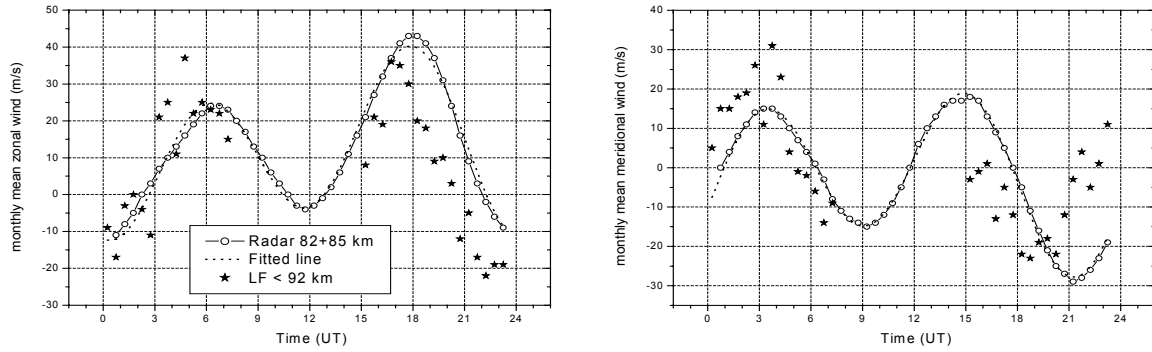 monthly mean zonal wind (m/s)
50
40
30
20
10
0
-10
-20
-30
0 3 6 9 12 15 18 21 24
Time (UT)
Radar 82+85 km
Fitted line
LF < 92 km
monthly mean meridional wind (m/s)
40
30
20
10
0
-10
-20
-30
0 3 6 9 12 15 18 21 24
Time (UT)